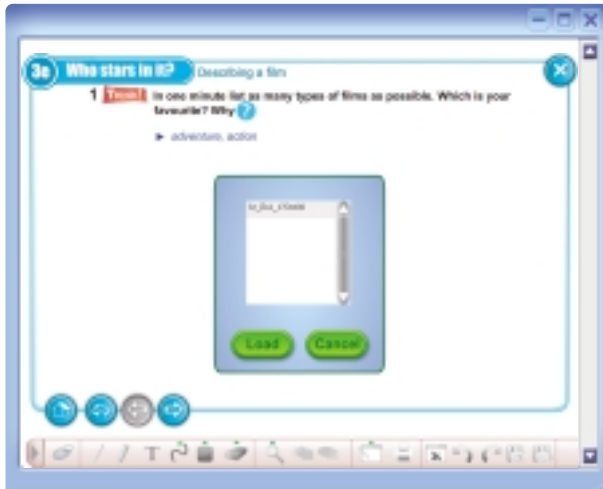 3e Who stars in it? Describing a film
1 Team! In one minute list as many types of films as possible. Which is your
favourite? Why ?
► adventure, action
Load Cancel
T